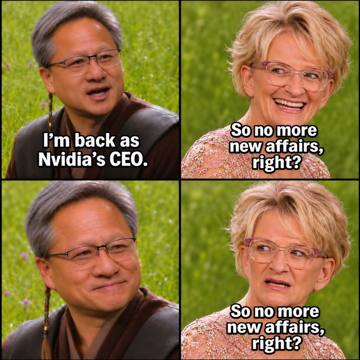 I'm back as
Nvidia's CEO.
So no more
new affairs,
right?
So no more
new affairs,
right?